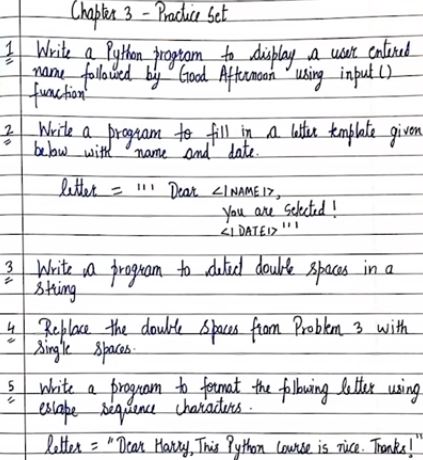 Chapter 3 - Practice Set
1 Write a Python program to display a user entered
name followed by Good Afternoon using input()
function
2 Write a program to fill in a letter template given
below with name and date.
letter = ''' Dear <|NAME|>,
You are selected!
<|DATE|> '''
3 Write a program to detect double spaces in a
string
4 Replace the double spaces from Problem 3 with
single spaces.
5 Write a program to format the following letter using
escape sequence characters.
letter = "Dear Harry, This Python course is nice. Thanks!"